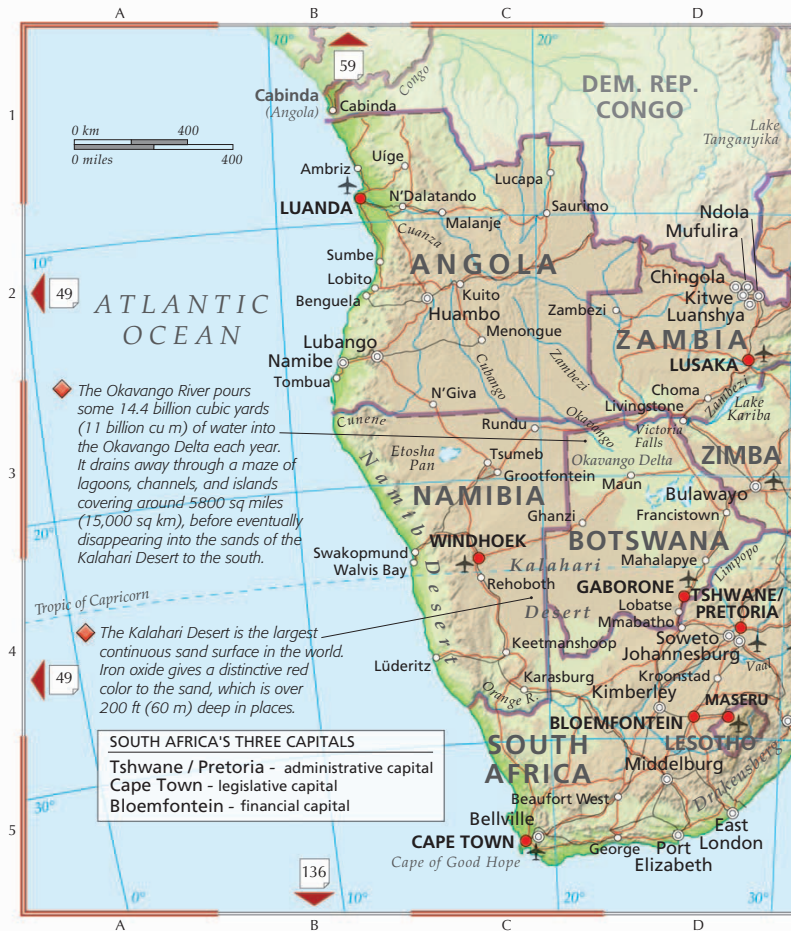 A
B
C
D
10°
20°
59
Congo
DEM. REP.
CONGO
Cabinda
(Angola)
Cabinda
1
Lake
Tanganyika
0 km 400
0 miles 400
Uíge
Ambriz
Lucapa
LUANDA
N'Dalatando
Saurimo
Malanje
Ndola
Mufulira
Cuanza
Sumbe
10°
ANGOLA
49
2
Lobito
Benguela
Kuito
Huambo
Chingola
Kitwe
Luanshya
ATLANTIC
OCEAN
Zambezi
Menongue
ZAMBIA
Lubango
Namibe
LUSAKA
Tombua
Cubango
Zambezi
N'Giva
Choma
Zambezi
Lake
Kariba
Livingstone
The Okavango River pours
some 14.4 billion cubic yards
(11 billion cu m) of water into
the Okavango Delta each year.
It drains away through a maze of
lagoons, channels, and islands
covering around 5800 sq miles
(15,000 sq km), before eventually
disappearing into the sands of the
Kalahari Desert to the south.
Cunene
Rundu
Okavango
Victoria
Falls
3
Etosha
Pan
Tsumeb
Grootfontein
Okavango Delta
Maun
ZIMBA
NAMIBIA
Bulawayo
Ghanzi
Francistown
20°
Namib Desert
WINDHOEK
BOTSWANA
Swakopmund
Walvis Bay
Kalahari
Desert
Mahalapye
Limpopo
Rehoboth
GABORONE
TSHWANE/
PRETORIA
Tropic of Capricorn
Lobatse
Mmabatho
The Kalahari Desert is the largest
continuous sand surface in the world.
Iron oxide gives a distinctive red
color to the sand, which is over
200 ft (60 m) deep in places.
4
49
Keetmanshoop
Soweto
Johannesburg
Vaal
Lüderitz
Karasburg
Kroonstad
Orange R.
Kimberley
MASERU
BLOEMFONTEIN
SOUTH AFRICA'S THREE CAPITALS
Tshwane / Pretoria - administrative capital
Cape Town - legislative capital
Bloemfontein - financial capital
SOUTH
AFRICA
LESOTHO
Middelburg
Drakensberg
Beaufort West
30°
5
Bellville
CAPE TOWN
Cape of Good Hope
George
Port
Elizabeth
East
London
136
0°
10°
20°
30°
A
B
C
D